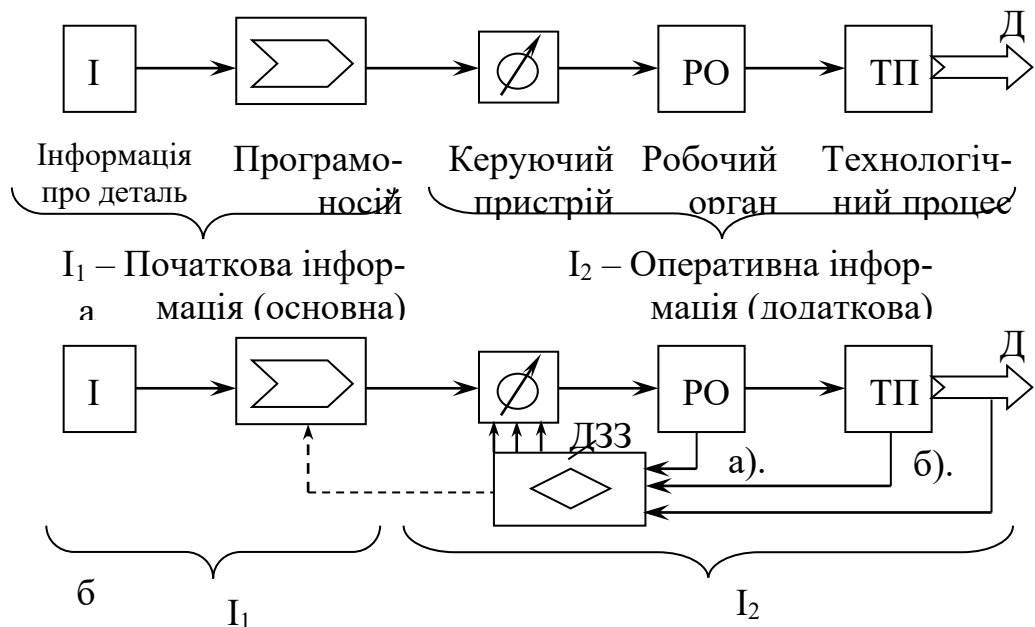 Д
І
РО
ТП
Інформація
про деталь
Програмо-
носій
Керуючий
пристрій
Робочий
орган
Технологіч-
ний процес
I₁ – Початкова інфор-
мація (основна)
I₂ – Оперативна інфор-
мація (додаткова)
а
Д
І
РО
ТП
ДЗЗ
а).
б).
б
I₁
I₂